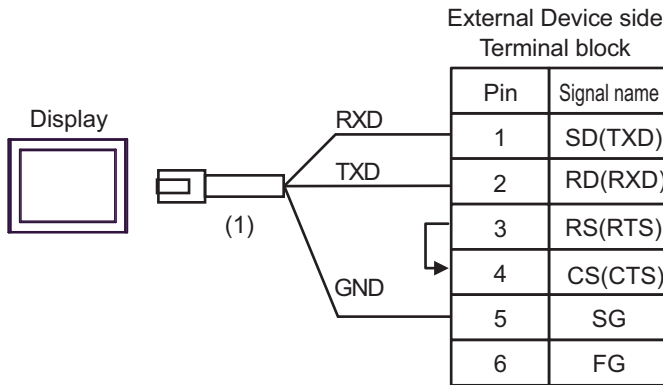 External Device side
Terminal block
Pin Signal name
Display
RXD
1 SD(TXD)
TXD
2 RD(RXD)
(1)
3 RS(RTS)
4 CS(CTS)
GND
5 SG
6 FG